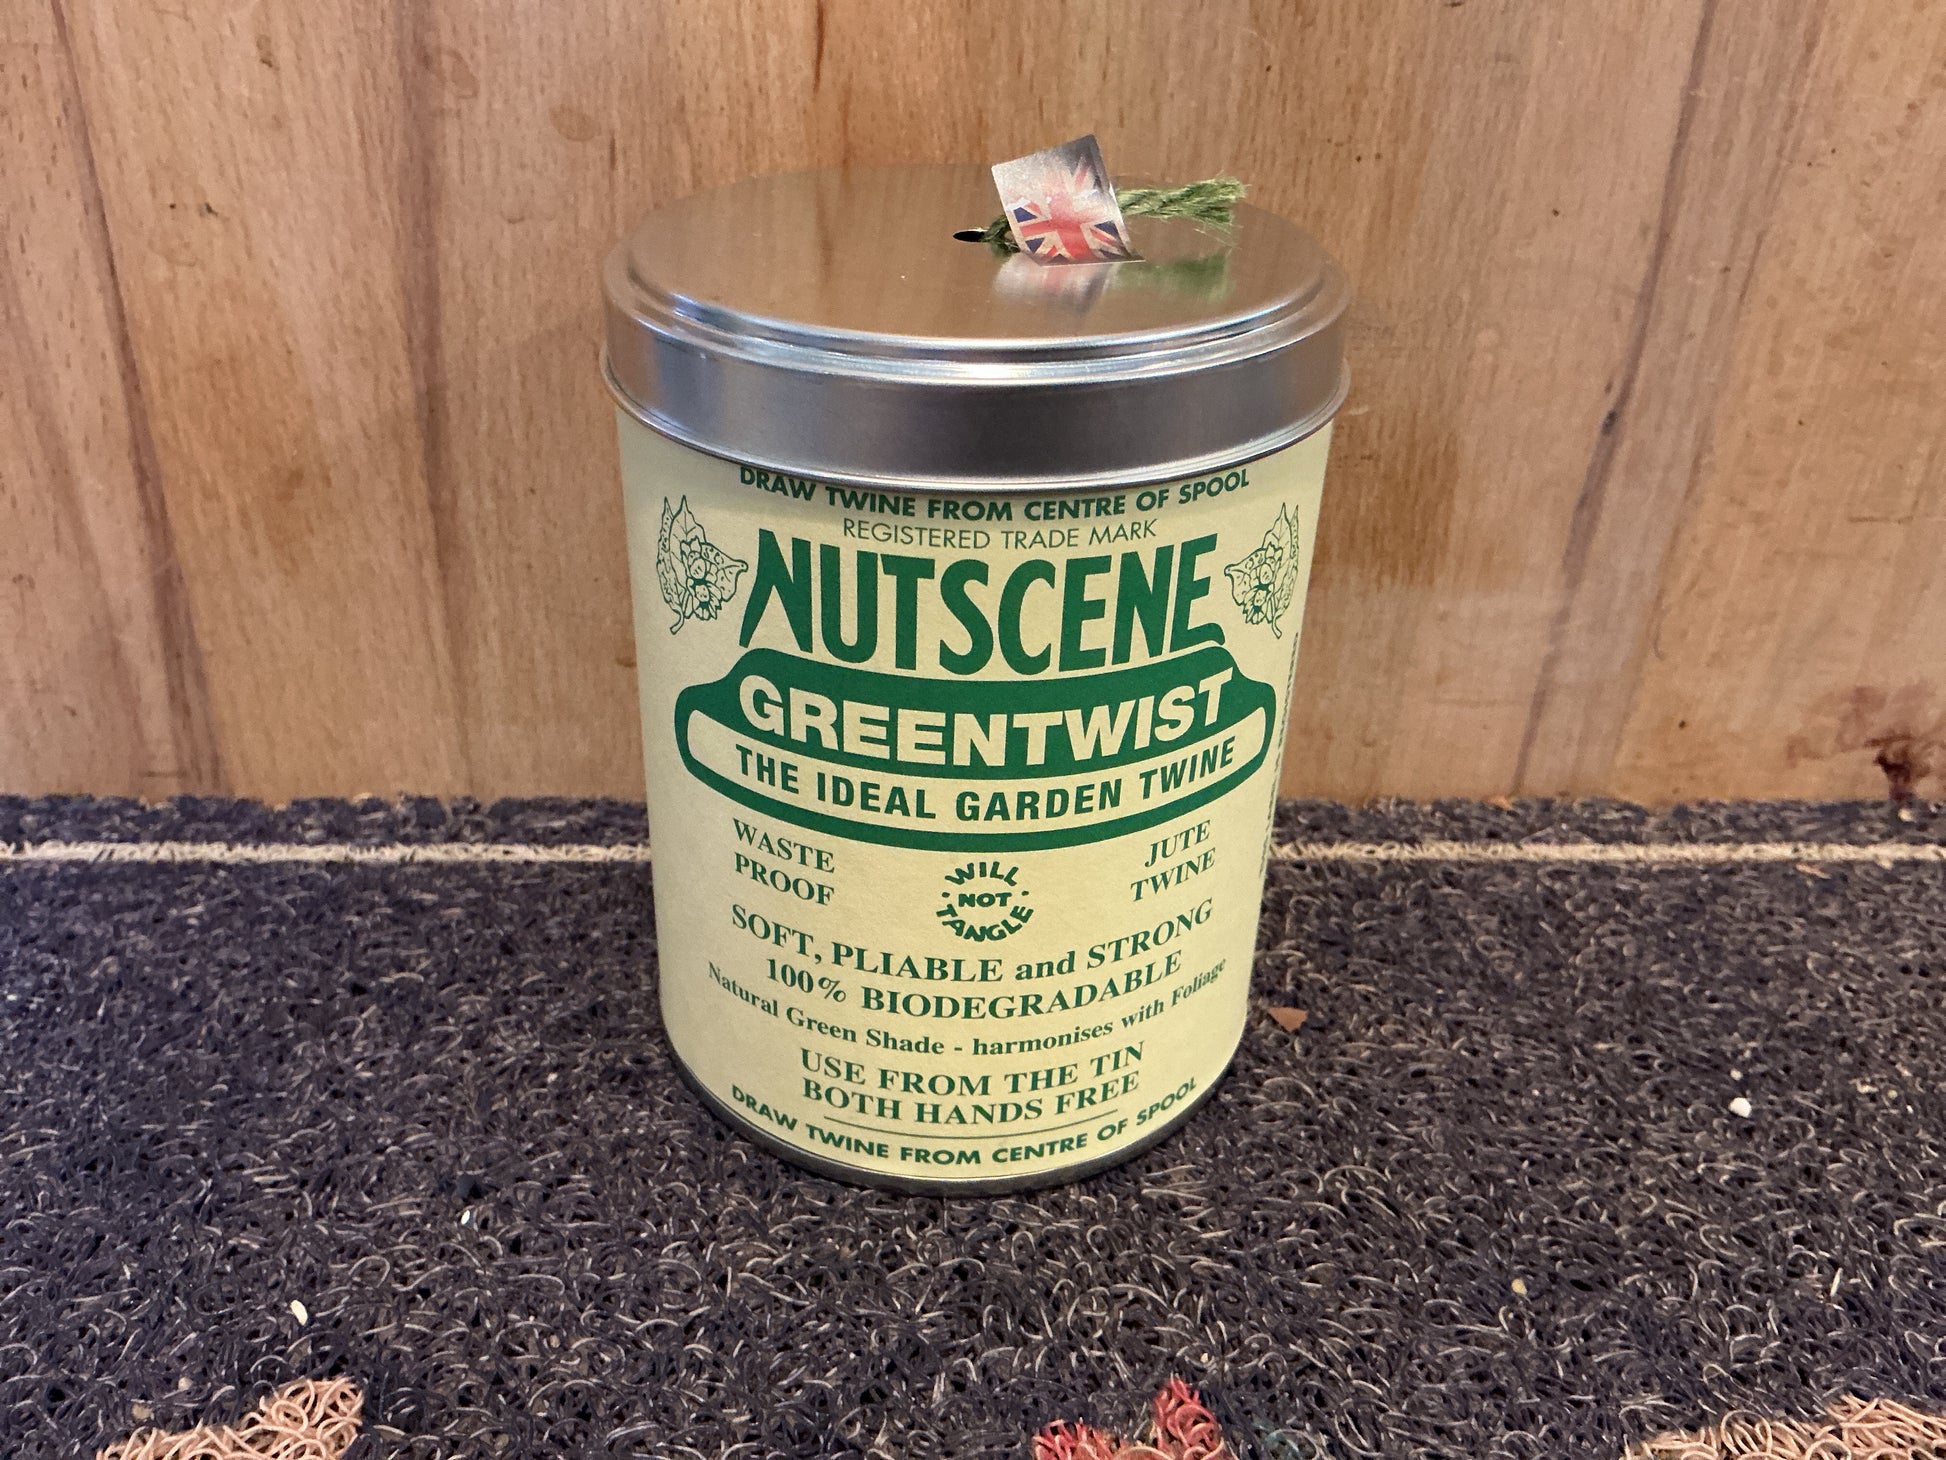 DRAW TWINE FROM CENTRE OF SPOOL
REGISTERED TRADE MARK
NUTSCENE
GREENTWIST
THE IDEAL GARDEN TWINE
WASTE
PROOF
WILL
NOT
TANGLE
JUTE
TWINE
SOFT, PLIABLE and STRONG
100% BIODEGRADABLE
Natural Green Shade - harmonises with Foliage
USE FROM THE TIN
BOTH HANDS FREE
DRAW TWINE FROM CENTRE OF SPOOL